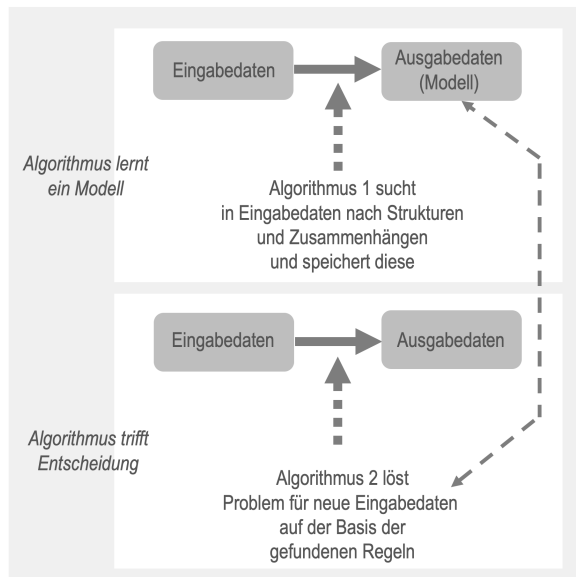 Eingabedaten
Ausgabedaten
(Modell)
Algorithmus lernt
ein Modell
Algorithmus 1 sucht
in Eingabedaten nach Strukturen
und Zusammenhängen
und speichert diese
Eingabedaten
Ausgabedaten
Algorithmus trifft
Entscheidung
Algorithmus 2 löst
Problem für neue Eingabedaten
auf der Basis der
gefundenen Regeln